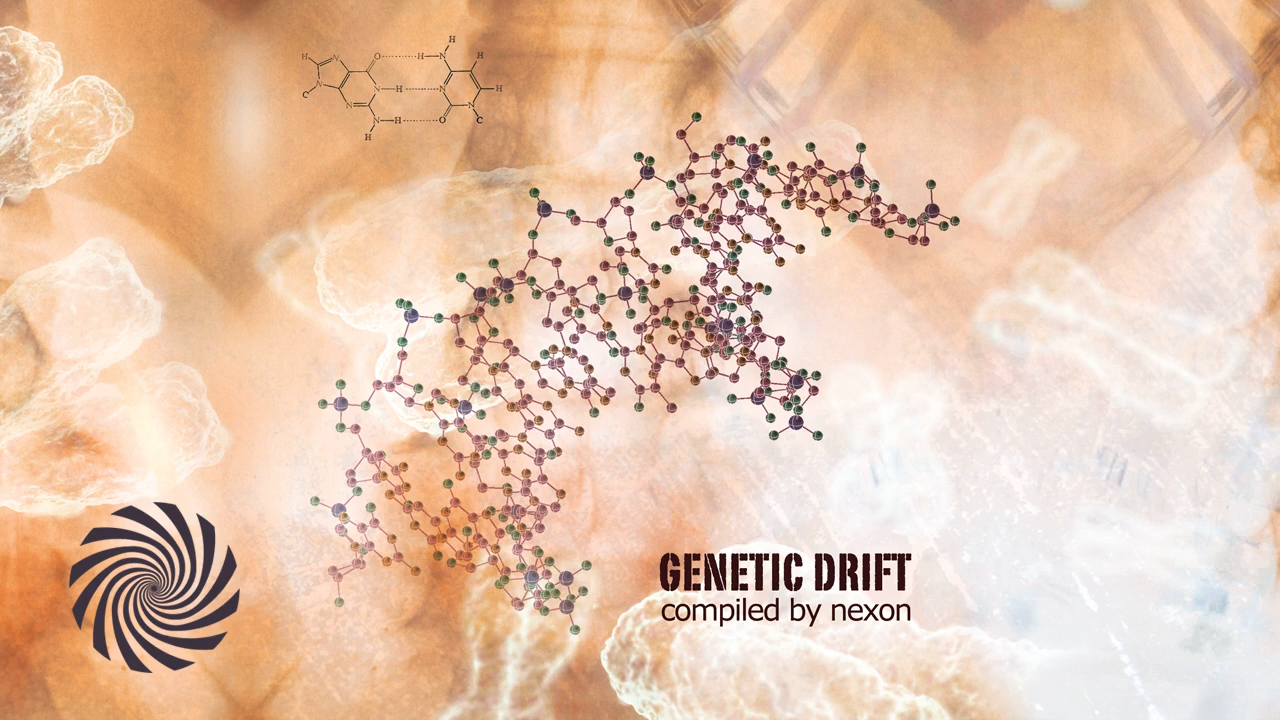 H
H N O H N H
N N H N H
C N N C
N H O
H
GENETIC DRIFT
compiled by nexon